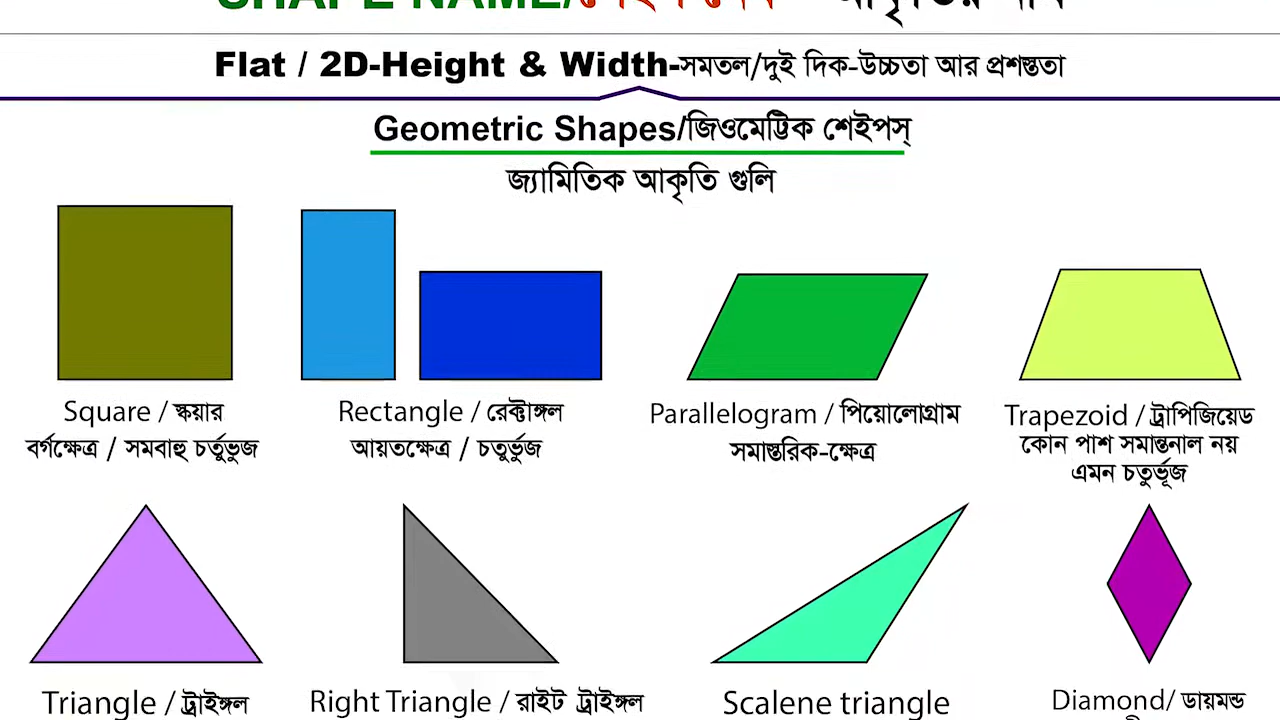 SHAPE NAME/
Flat / 2D-Height & Width-সমতল/দুই দিক-উচ্চতা আর প্রশস্ততা
Geometric Shapes/জিওমেট্টিক শেইপস্
জ্যামিতিক আকৃতি গুলি
Square / স্কয়ার
বর্গক্ষেত্র / সমবাহু চর্তুভুজ
Rectangle / রেক্টাঙ্গল
আয়তক্ষেত্র / চতুর্ভুজ
Parallelogram / পিয়োলোগ্রাম
সমান্তরিক-ক্ষেত্র
Trapezoid / ট্রাপিজিয়েড
কোন পাশ সমান্তনাল নয়
এমন চতুর্ভূজ
Triangle / ট্রাইঙ্গল
Right Triangle / রাইট ট্রাইঙ্গল
Scalene triangle
Diamond/ ডায়মন্ড